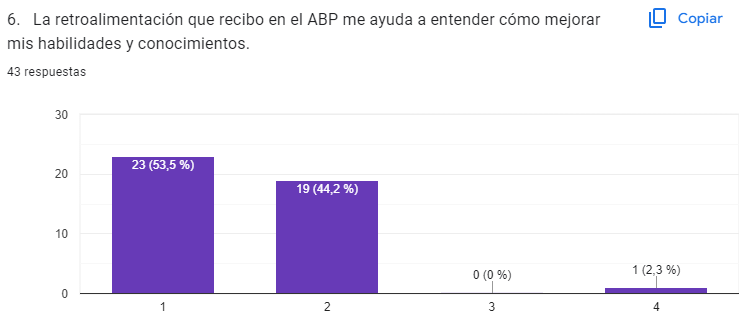 6. La retroalimentación que recibo en el ABP me ayuda a entender cómo mejorar
mis habilidades y conocimientos.
Copiar
43 respuestas
30
20
10
0
23 (53,5 %)
19 (44,2 %)
0 (0 %)
1 (2,3 %)
1
2
3
4